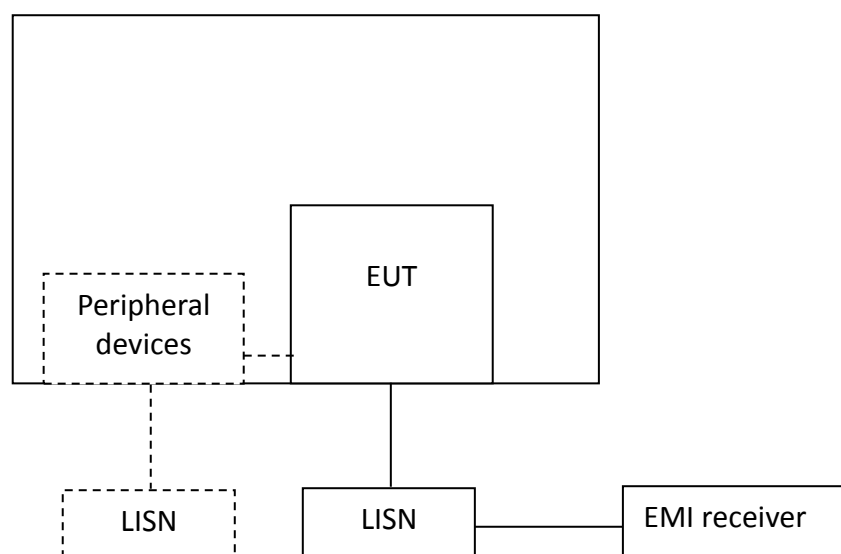 EUT
Peripheral
devices
LISN
LISN
EMI receiver